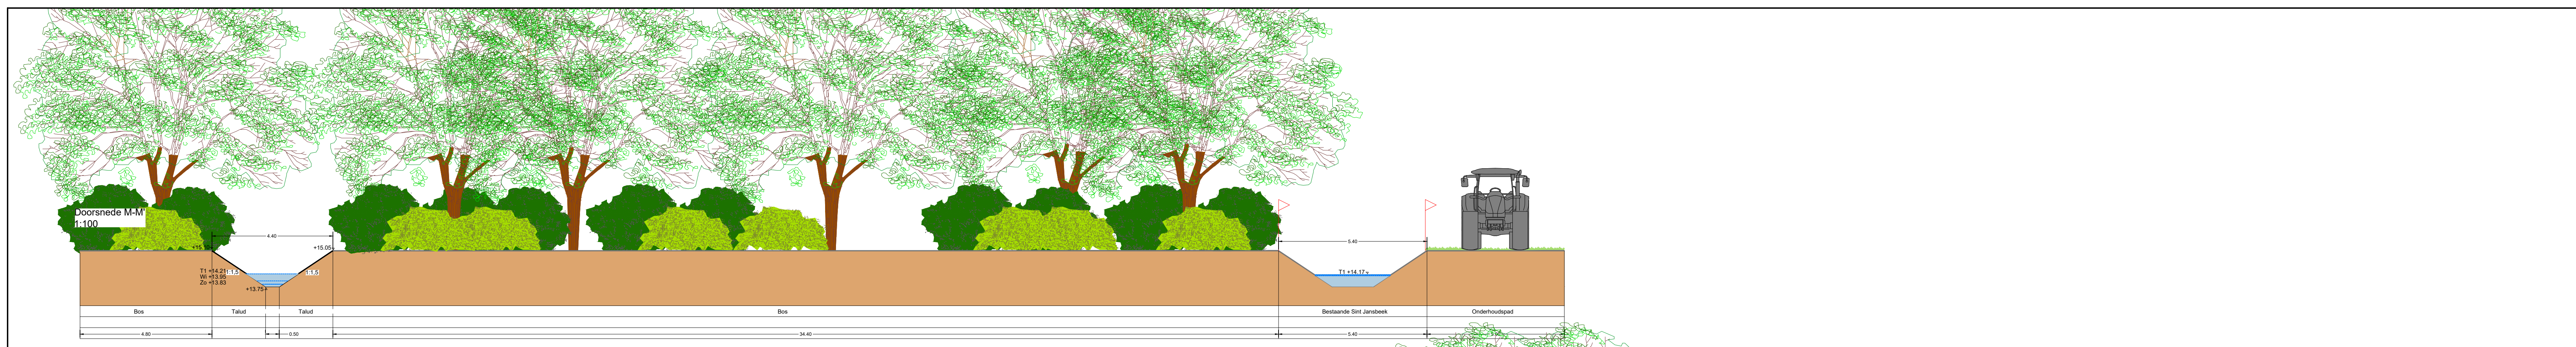 Doorsnede M-M'
1:100
4.40
+15.05
5.40
T1 +14.21
Wi +13.95
Zo +13.83
1:1,5
1:1,5
+13.75
T1 +14.17
Bos
Talud
Talud
Bos
Bestaande Sint Jansbeek
Onderhoudspad
4.80
0.50
34.40
5.40